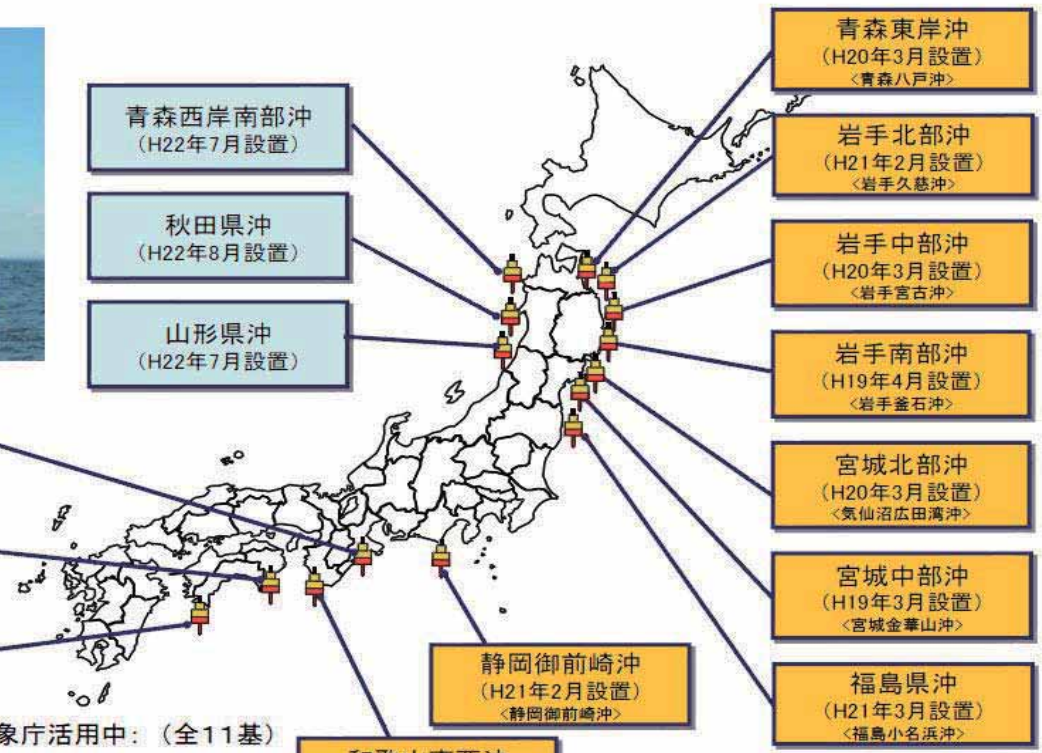 青森西岸南部沖
(H22年7月設置)
秋田県沖
(H22年8月設置)
山形県沖
(H22年7月設置)
青森東岸沖
(H20年3月設置)
<青森八戸沖>
岩手北部沖
(H21年2月設置)
<岩手久慈沖>
岩手中部沖
(H20年3月設置)
<岩手宮古沖>
岩手南部沖
(H19年4月設置)
<岩手釜石沖>
宮城北部沖
(H20年3月設置)
<気仙沼広田湾沖>
宮城中部沖
(H19年3月設置)
<宮城金華山沖>
福島県沖
(H21年3月設置)
<福島小名浜沖>
静岡御前崎沖
(H21年2月設置)
<静岡御前崎沖>
象庁活用中: (全11基)